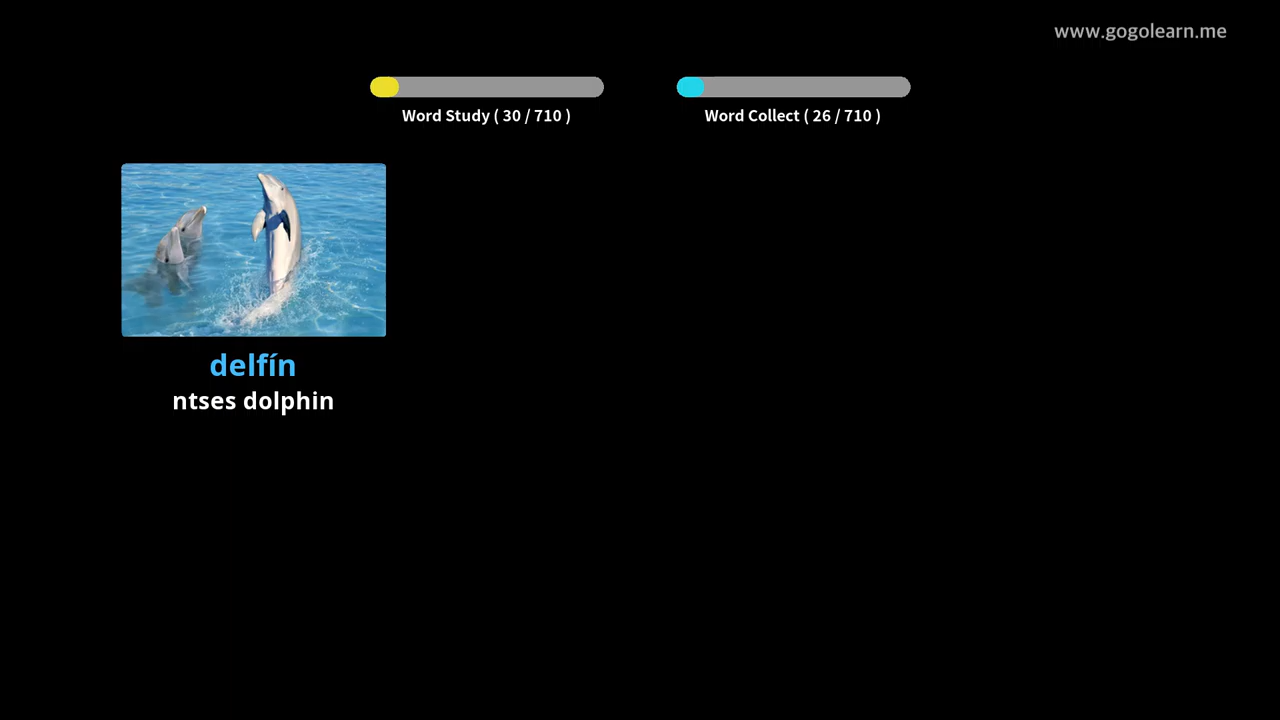 www.gogolearn.me
Word Study ( 30 / 710 )
Word Collect ( 26 / 710 )
delfín
ntses dolphin